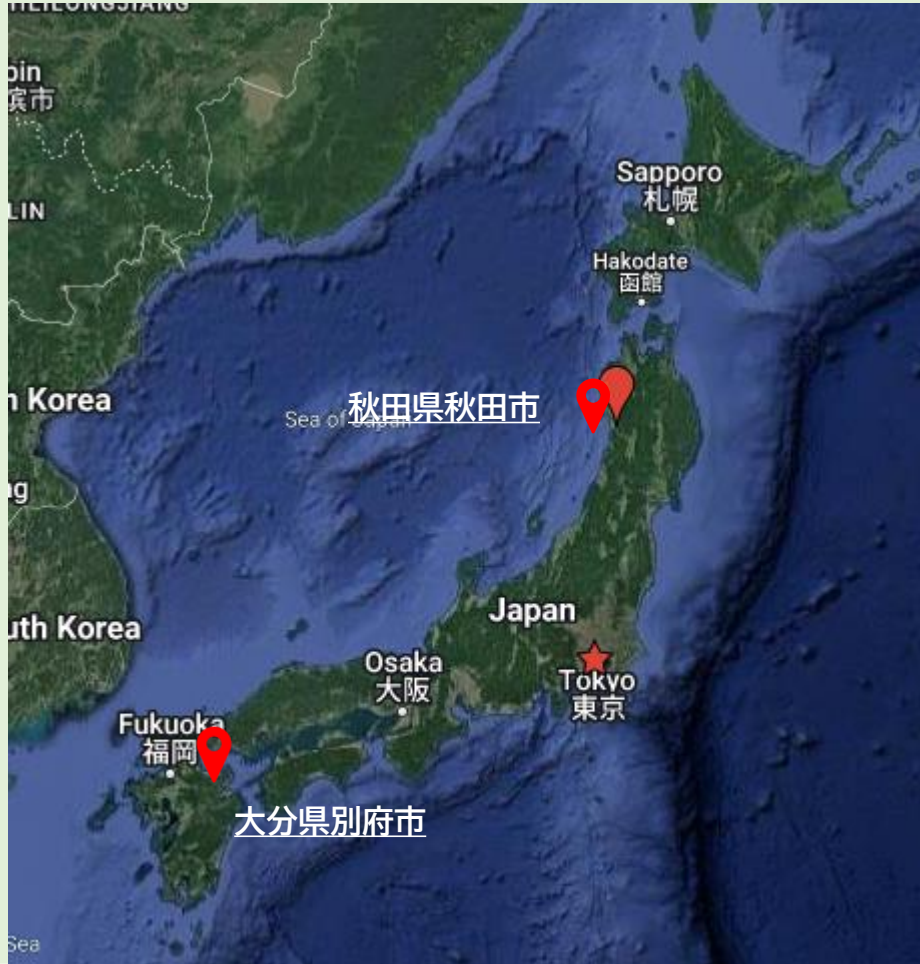 HEILONGJIANG
bin
滨市
LIN
Sapporo
札幌
Hakodate
函館
n Korea
Sea of Japan
秋田県秋田市
ng
uth Korea
Japan
Osaka
大阪
Tokyo
東京
Fukuoka
福岡
大分県別府市
Sea